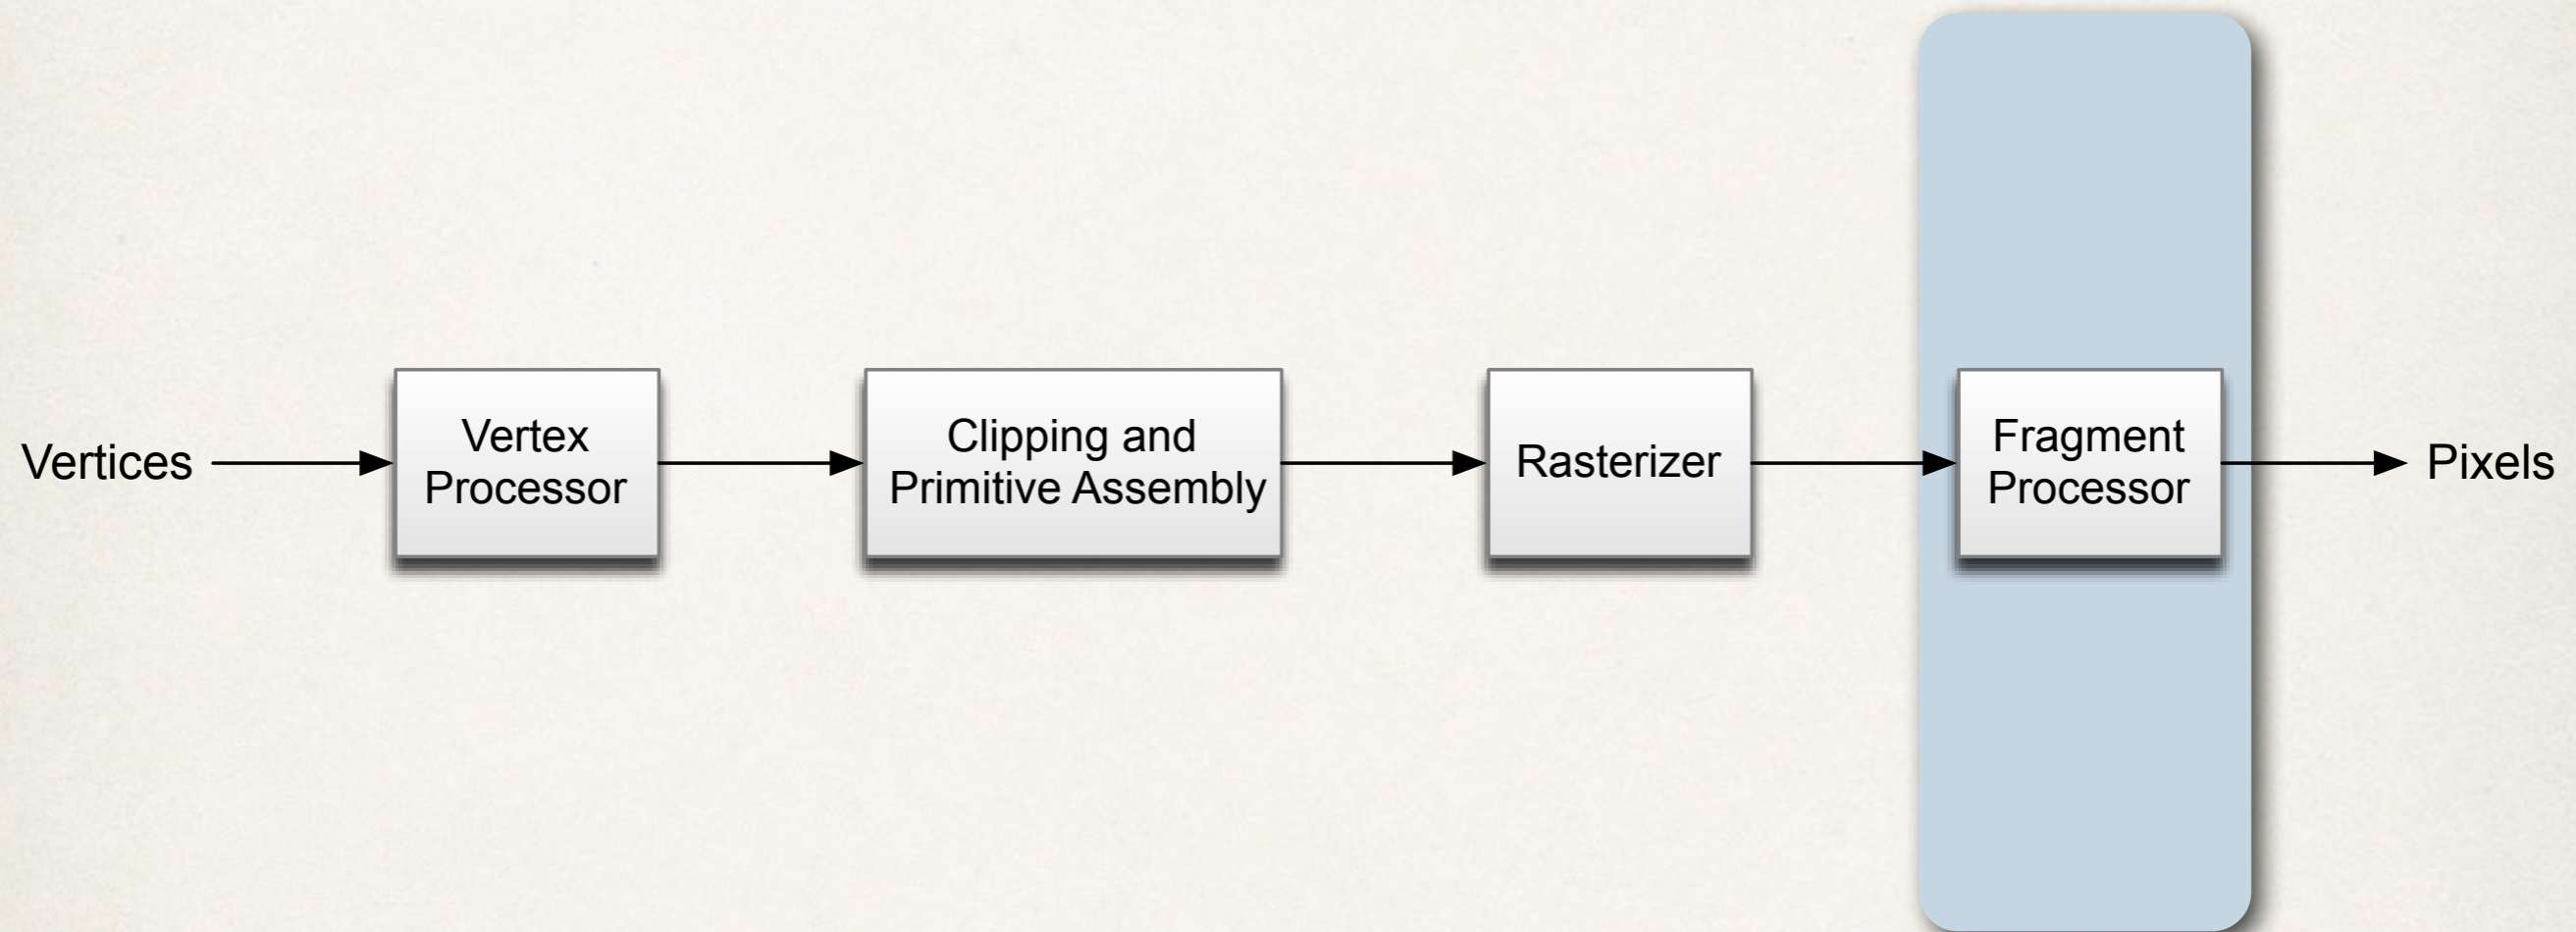 Vertices
Vertex
Processor
Clipping and
Primitive Assembly
Rasterizer
Fragment
Processor
Pixels